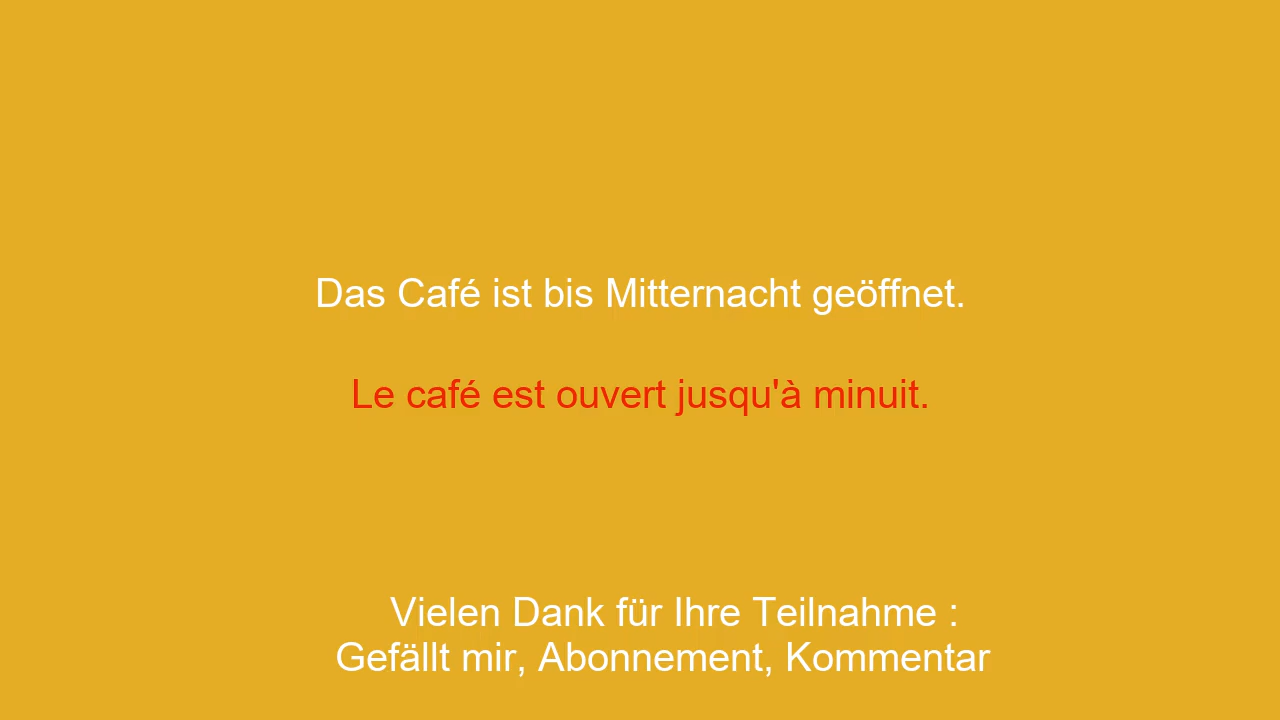 Das Café ist bis Mitternacht geöffnet.
Le café est ouvert jusqu'à minuit.
Vielen Dank für Ihre Teilnahme :
Gefällt mir, Abonnement, Kommentar